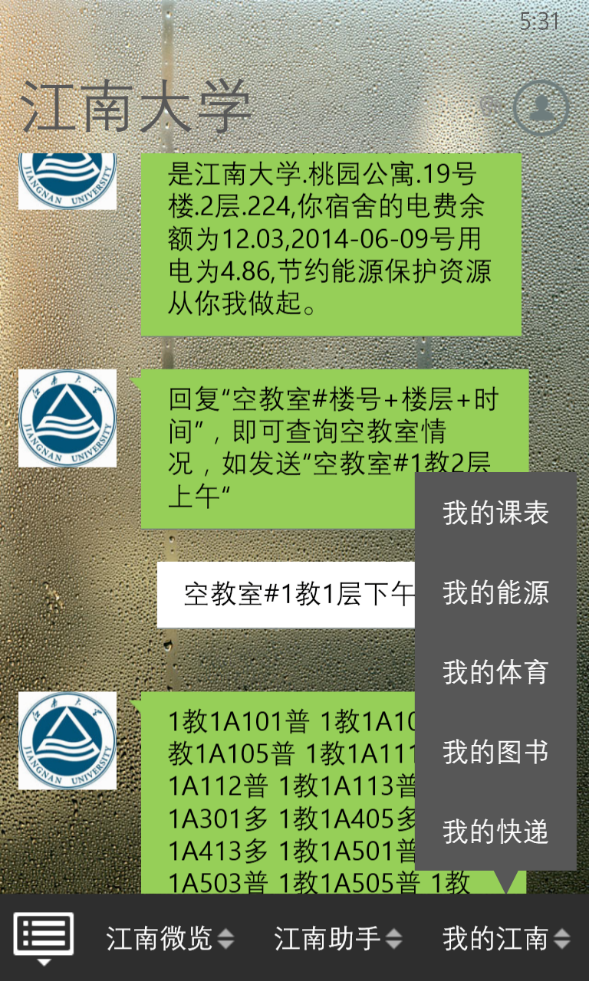 5:31
江南大学
是江南大学.桃园公寓.19号
楼.2层.224,你宿舍的电费余
额为12.03,2014-06-09号用
电为4.86,节约能源保护资源
从你我做起。
JIANGNAN UNIVERSITY
回复“空教室#楼号+楼层+时
间”，即可查询空教室情
况，如发送”空教室#1教2层
上午“
江南大学
JIANGNAN UNIVERSITY
空教室#1教1层下午
1教1A101普 1教1A10
教1A105普 1教1A111
1A112普 1教1A113普
1A301多 1教1A405多
1A413多 1教1A501普
1A503普 1教1A505普 1教
江南大学
JIANGNAN UNIVERSITY
我的课表
我的能源
我的体育
我的图书
我的快递
江南微览
江南助手
我的江南